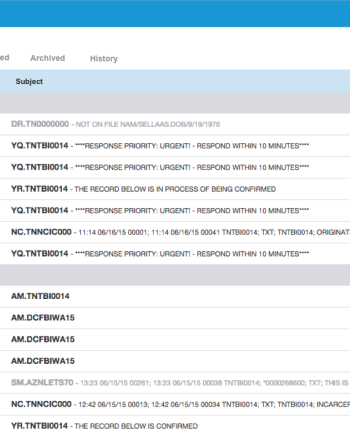 ed Archived History
Subject
DR.TN0000000 - NOT ON FILE NAM/SELLAAS.DOB/9/19/1976
YQ.TNTBI0014 - ****RESPONSE PRIORITY: URGENT! - RESPOND WITHIN 10 MINUTES****
YQ.TNTBI0014 - ****RESPONSE PRIORITY: URGENT! - RESPOND WITHIN 10 MINUTES****
YR.TNTBI0014 - THE RECORD BELOW IS IN PROCESS OF BEING CONFIRMED
YQ.TNTBI0014 - ****RESPONSE PRIORITY: URGENT! - RESPOND WITHIN 10 MINUTES****
NC.TNNCIC000 - 11:14 06/16/15 00001; 11:14 06/16/15 00041 TNTBI0014; TXT; TNTBI0014; ORIGINAT
YQ.TNTBI0014 - ****RESPONSE PRIORITY: URGENT! - RESPOND WITHIN 10 MINUTES****
AM.TNTBI0014
AM.DCFBIWA15
AM.DCFBIWA15
AM.DCFBIWA15
SM.AZNLETS70 - 13:23 06/15/15 00261; 13:23 06/15/15 00038 TNTBI0014; *0000268600; TXT; THIS IS
NC.TNNCIC000 - 12:42 06/15/15 00013; 12:42 06/15/15 00034 TNTBI0014; TXT; TNTBI0014; INCARCER
YR.TNTBI0014 - THE RECORD BELOW IS CONFIRMED